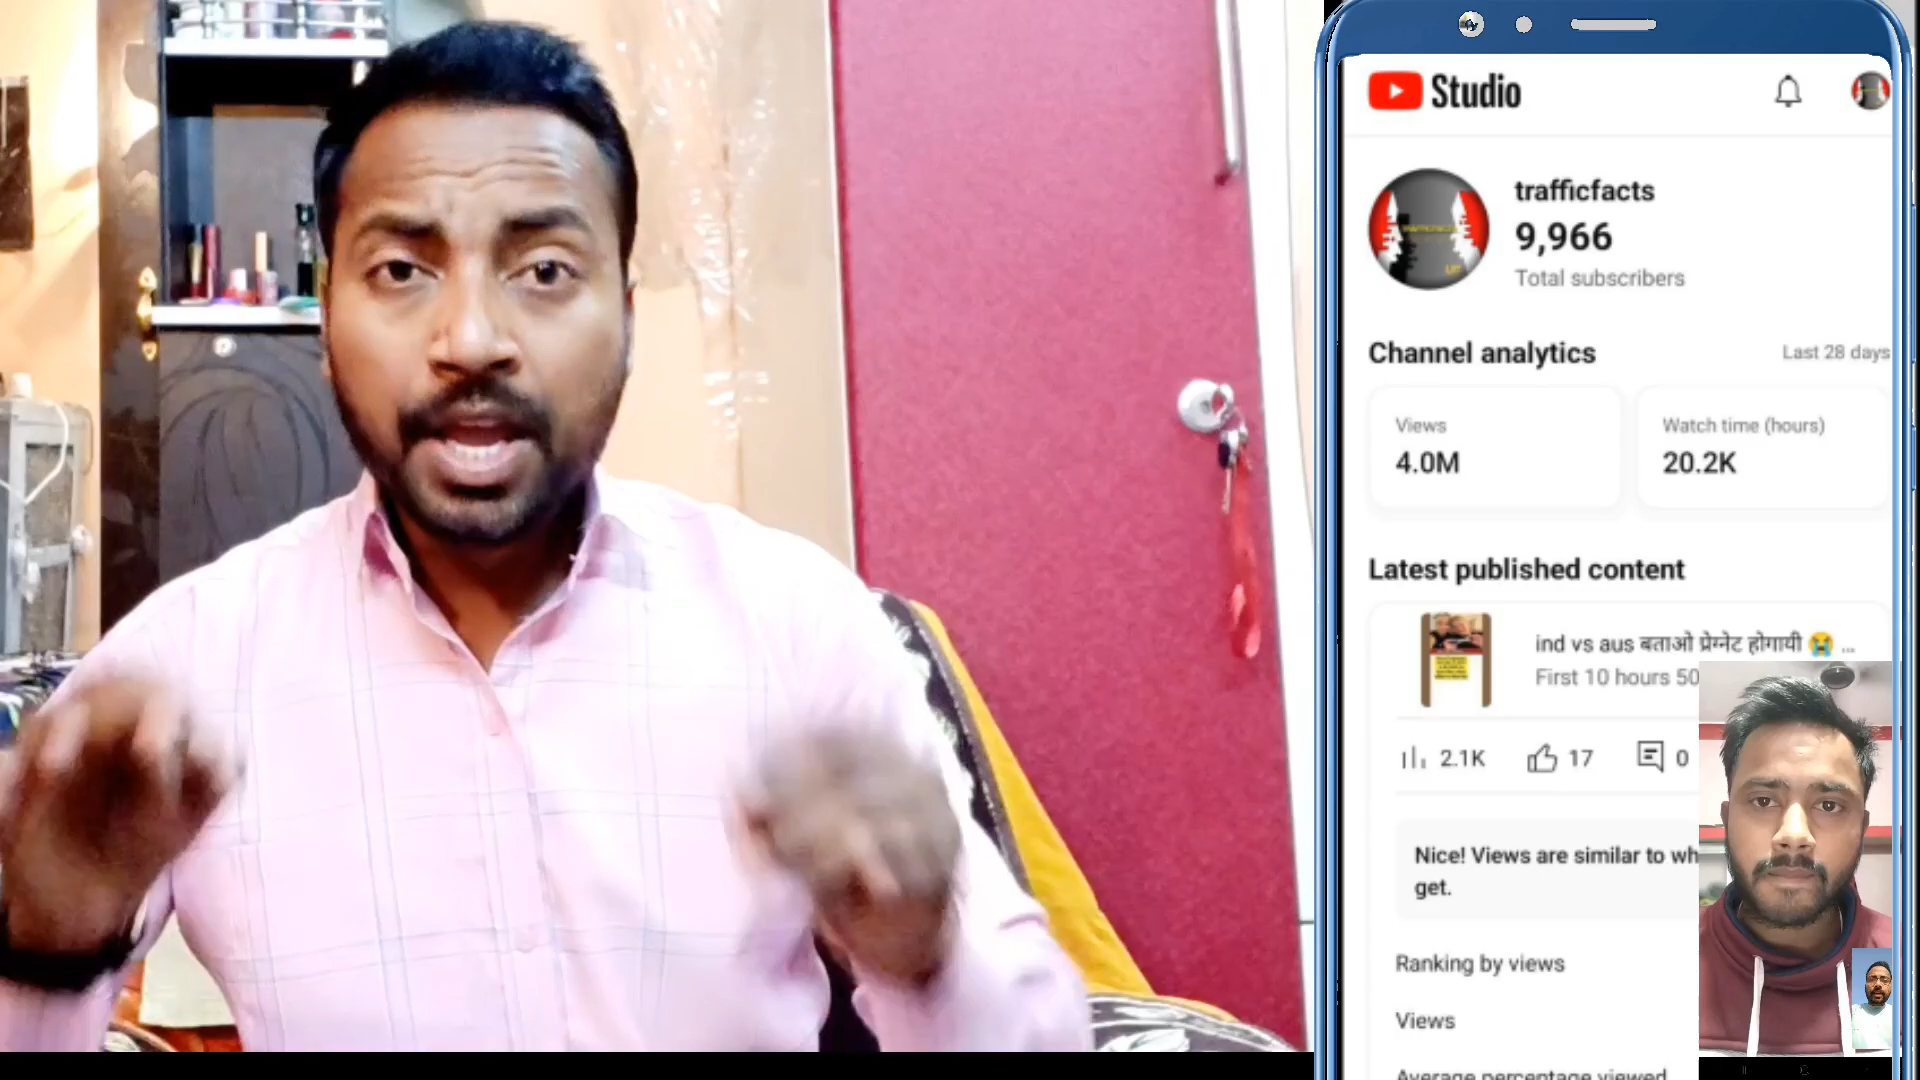 Studio
trafficfacts
9,966
Total subscribers
Channel analytics
Last 28 days
Views
Watch time (hours)
4.0M
20.2K
Latest published content
ind vs aus बताओ प्रेग्नेट होगायी 😭 ...
First 10 hours 50
2.1K
17
0
Nice! Views are similar to wh
get.
Ranking by views
Views
Average percentage viewed